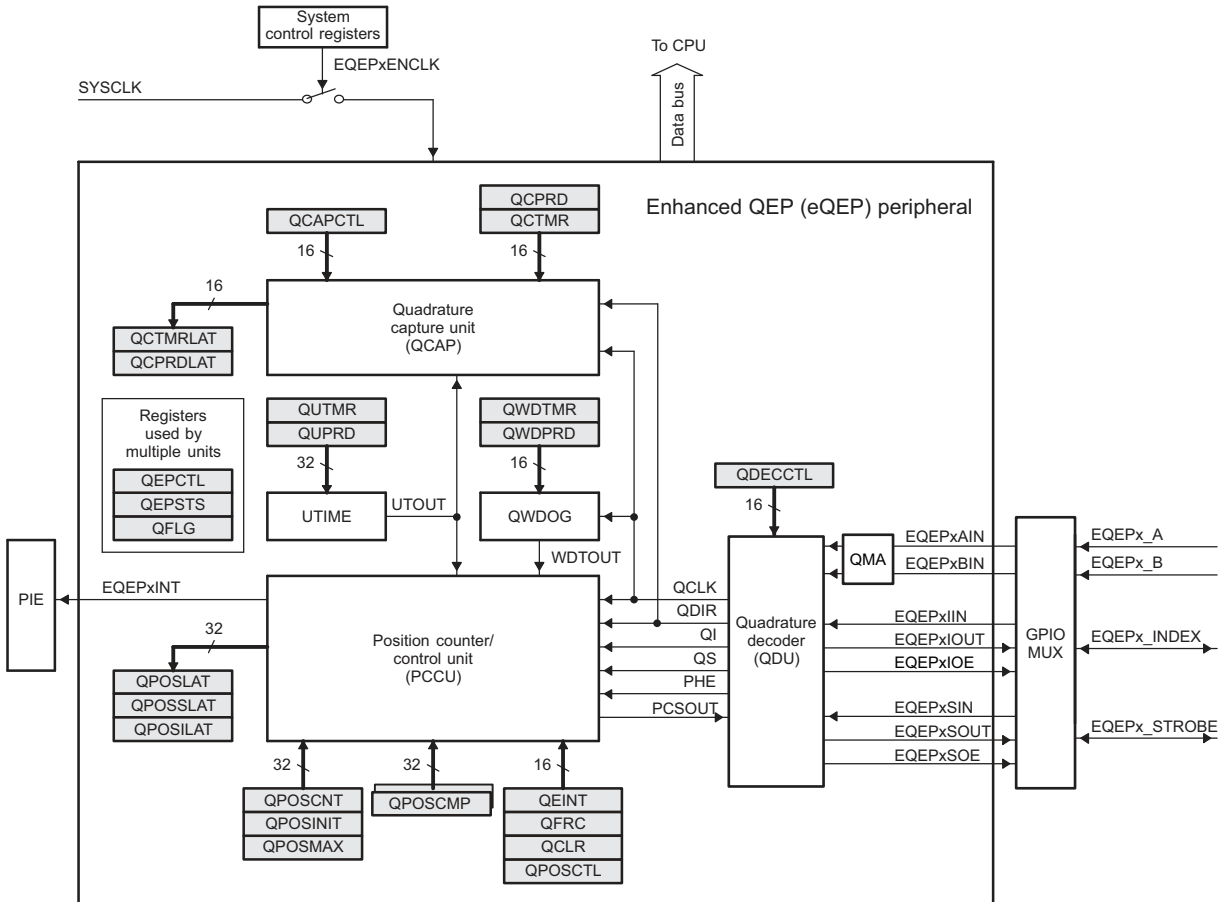 System
control registers
To CPU
EQEPxENCLK
SYSCLK
Data bus
Enhanced QEP (eQEP) peripheral
QCPRD
QCAPCTL
QCTMR
16
16
16
Quadrature
capture unit
(QCAP)
QCTMRLAT
QCPRDLAT
Registers
used by
multiple units
QEPCTL
QEPSTS
QFLG
QUTMR
QUPRD
32
QWDTMR
QWDPRD
16
UTIME
UTOUT
QWDOG
WDTOUT
QDECCTL
16
QMA
EQEPxAIN
EQEPxBIN
EQEPx_A
EQEPx_B
PIE
EQEPxINT
QCLK
QDIR
QI
QS
PHE
PCSOUT
32
Position counter/
control unit
(PCCU)
Quadrature
decoder
(QDU)
EQEPxIIN
EQEPxIOUT
EQEPxIOE
GPIO
MUX
EQEPx_INDEX
EQEPxSIN
EQEPxSOUT
EQEPxSOE
EQEPx_STROBE
QPOSLAT
QPOSSLAT
QPOSILAT
32
32
16
QPOSCNT
QPOSINIT
QPOSMAX
QPOSCMP
QEINT
QFRC
QCLR
QPOSCTL